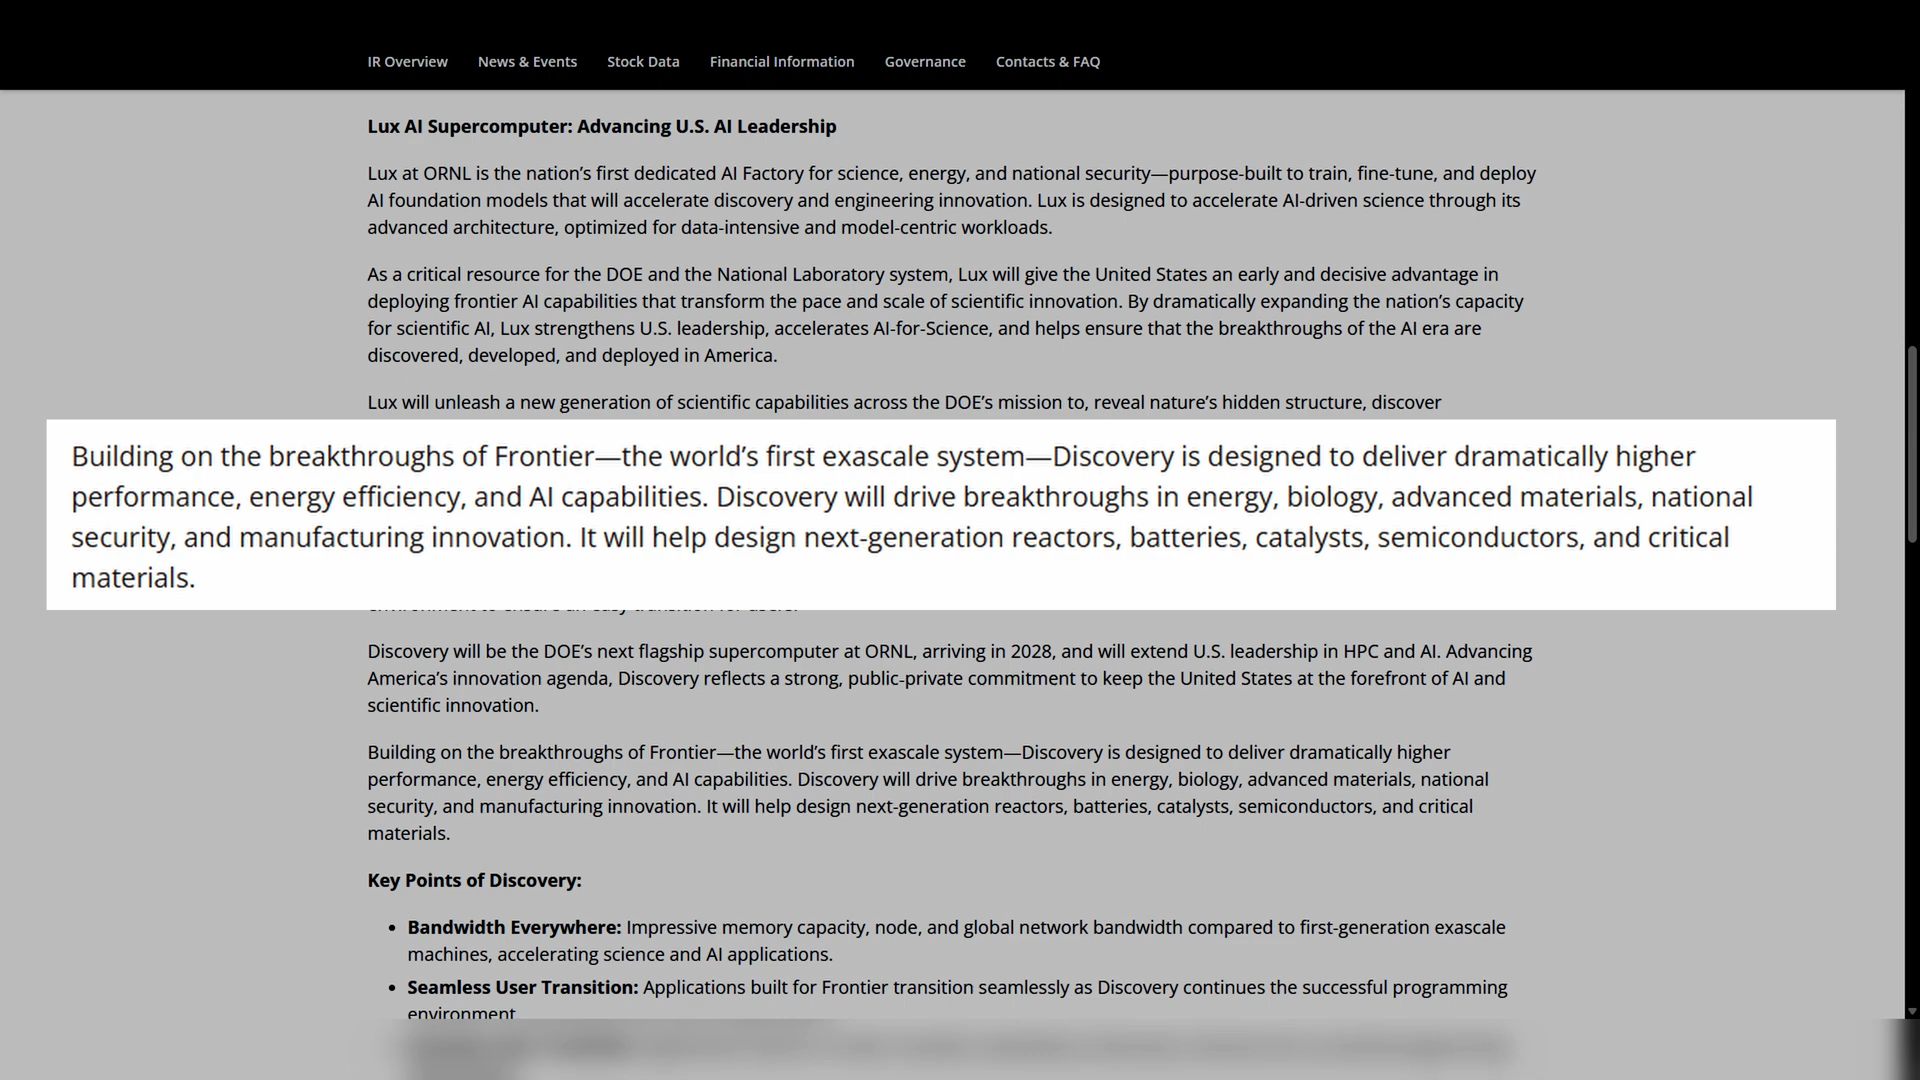 IR Overview News & Events Stock Data Financial Information Governance Contacts & FAQ
Lux AI Supercomputer: Advancing U.S. AI Leadership
Lux at ORNL is the nation’s first dedicated AI Factory for science, energy, and national security—purpose-built to train, fine-tune, and deploy
AI foundation models that will accelerate discovery and engineering innovation. Lux is designed to accelerate AI-driven science through its
advanced architecture, optimized for data-intensive and model-centric workloads.
As a critical resource for the DOE and the National Laboratory system, Lux will give the United States an early and decisive advantage in
deploying frontier AI capabilities that transform the pace and scale of scientific innovation. By dramatically expanding the nation’s capacity
for scientific AI, Lux strengthens U.S. leadership, accelerates AI-for-Science, and helps ensure that the breakthroughs of the AI era are
discovered, developed, and deployed in America.
Lux will unleash a new generation of scientific capabilities across the DOE’s mission to, reveal nature’s hidden structure, discover
Building on the breakthroughs of Frontier—the world’s first exascale system—Discovery is designed to deliver dramatically higher
performance, energy efficiency, and AI capabilities. Discovery will drive breakthroughs in energy, biology, advanced materials, national
security, and manufacturing innovation. It will help design next-generation reactors, batteries, catalysts, semiconductors, and critical
materials.
Discovery will be the DOE’s next flagship supercomputer at ORNL, arriving in 2028, and will extend U.S. leadership in HPC and AI. Advancing
America’s innovation agenda, Discovery reflects a strong, public-private commitment to keep the United States at the forefront of AI and
scientific innovation.
Building on the breakthroughs of Frontier—the world’s first exascale system—Discovery is designed to deliver dramatically higher
performance, energy efficiency, and AI capabilities. Discovery will drive breakthroughs in energy, biology, advanced materials, national
security, and manufacturing innovation. It will help design next-generation reactors, batteries, catalysts, semiconductors, and critical
materials.
Key Points of Discovery:
• Bandwidth Everywhere: Impressive memory capacity, node, and global network bandwidth compared to first-generation exascale
machines, accelerating science and AI applications.
• Seamless User Transition: Applications built for Frontier transition seamlessly as Discovery continues the successful programming
environment